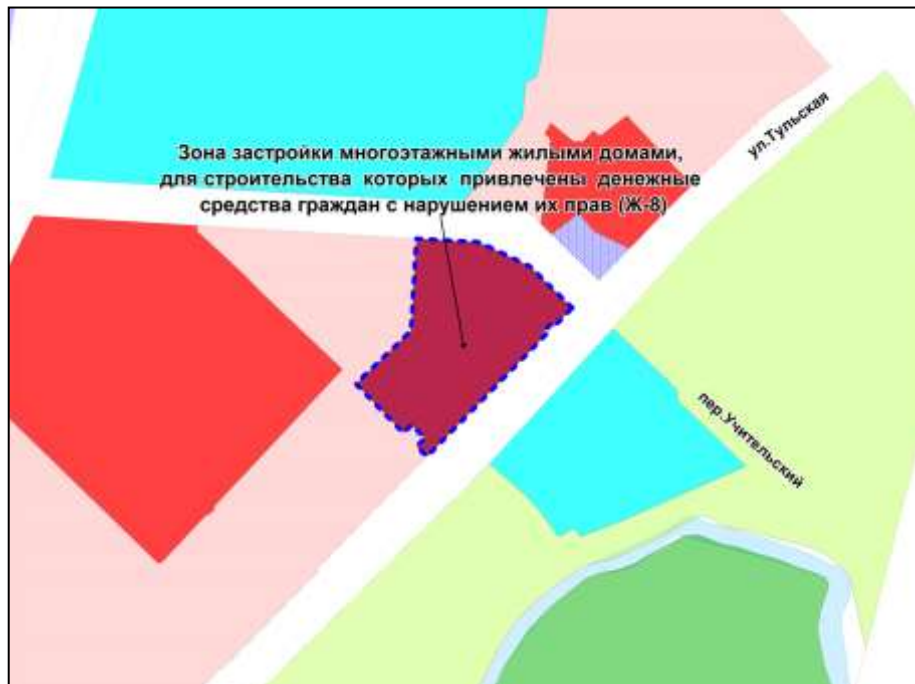 Зона застройки многоэтажными жилыми домами,
для строительства которых привлечены денежные
средства граждан с нарушением их прав (Ж-8)
ул.Тульская
пер.Учительский